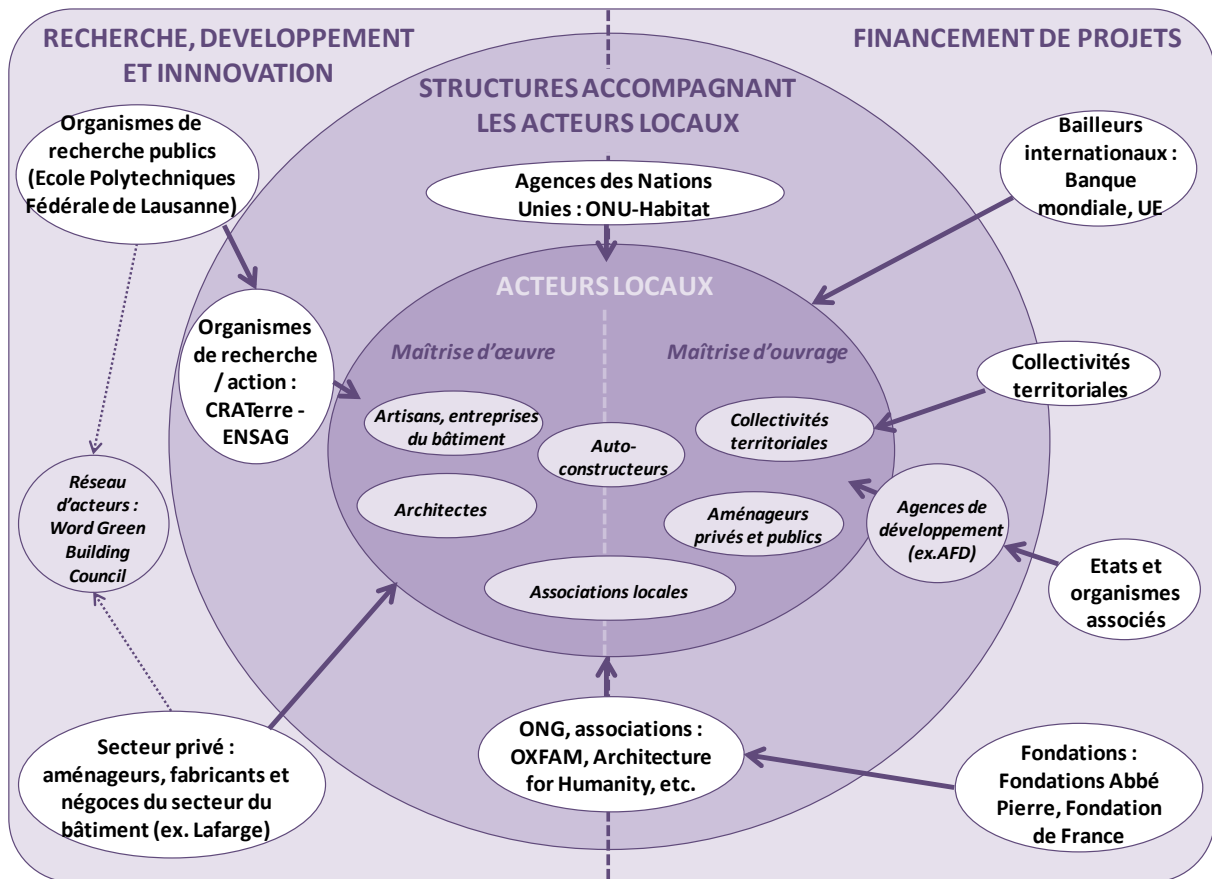 RECHERCHE, DEVELOPPEMENT
ET INNNOVATION
FINANCEMENT DE PROJETS
STRUCTURES ACCOMPAGNANT
LES ACTEURS LOCAUX
Organismes de
recherche publics
(Ecole Polytechniques
Fédérale de Lausanne)
Agences des Nations
Unies : ONU-Habitat
Bailleurs
internationaux :
Banque
mondiale, UE
ACTEURS LOCAUX
Organismes
de recherche
/ action :
CRATerre -
ENSAG
Maîtrise d’œuvre
Maîtrise d’ouvrage
Collectivités
territoriales
Artisans, entreprises
du bâtiment
Auto-
constructeurs
Collectivités
territoriales
Réseau
d’acteurs :
Word Green
Building
Council
Architectes
Aménageurs
privés et publics
Agences de
développement
(ex.AFD)
Associations locales
Etats et
organismes
associés
Secteur privé :
aménageurs, fabricants et
négoces du secteur du
bâtiment (ex. Lafarge)
ONG, associations :
OXFAM, Architecture
for Humanity, etc.
Fondations :
Fondations Abbé
Pierre, Fondation
de France